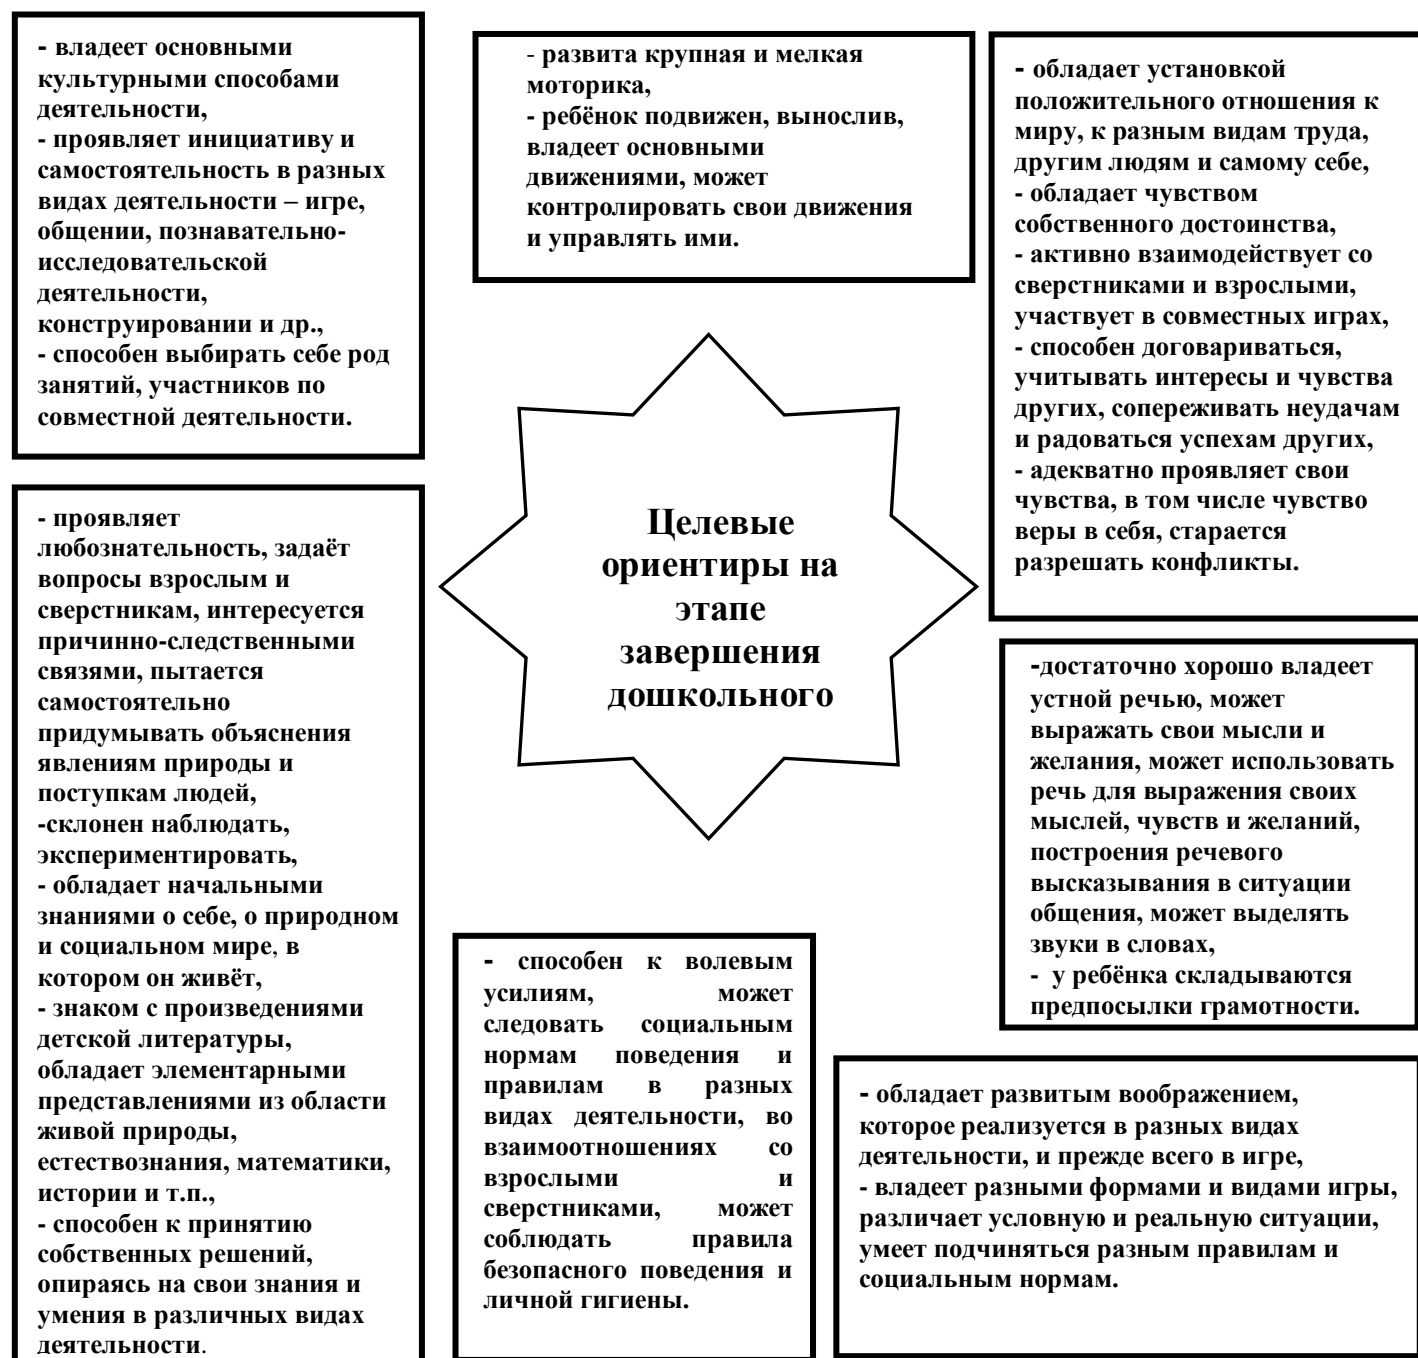 - владеет основными
культурными способами
деятельности,
- проявляет инициативу и
самостоятельность в разных
видах деятельности – игре,
общении, познавательно-
исследовательской
деятельности,
конструировании и др.,
- способен выбирать себе род
занятий, участников по
совместной деятельности.
- развита крупная и мелкая
моторика,
- ребёнок подвижен, вынослив,
владеет основными
движениями, может
контролировать свои движения
и управлять ими.
- обладает установкой
положительного отношения к
миру, к разным видам труда,
другим людям и самому себе,
- обладает чувством
собственного достоинства,
- активно взаимодействует со
сверстниками и взрослыми,
участвует в совместных играх,
- способен договариваться,
учитывать интересы и чувства
других, сопереживать неудачам
и радоваться успехам других,
- адекватно проявляет свои
чувства, в том числе чувство
веры в себя, старается
разрешать конфликты.
Целевые
ориентиры на
этапе
завершения
дошкольного
- проявляет
любознательность, задаёт
вопросы взрослым и
сверстникам, интересуется
причинно-следственными
связями, пытается
самостоятельно
придумывать объяснения
явлениям природы и
поступкам людей,
-склонен наблюдать,
экспериментировать,
- обладает начальными
знаниями о себе, о природном
и социальном мире, в
котором он живёт,
- знаком с произведениями
детской литературы,
обладает элементарными
представлениями из области
живой природы,
естествознания, математики,
истории и т.п.,
- способен к принятию
собственных решений,
опираясь на свои знания и
умения в различных видах
деятельности.
-достаточно хорошо владеет
устной речью, может
выражать свои мысли и
желания, может использовать
речь для выражения своих
мыслей, чувств и желаний,
построения речевого
высказывания в ситуации
общения, может выделять
звуки в словах,
- у ребёнка складываются
предпосылки грамотности.
- способен к волевым
усилиям, может
следовать социальным
нормам поведения и
правилам в разных
видах деятельности, во
взаимоотношениях со
взрослыми и
сверстниками, может
соблюдать правила
безопасного поведения и
личной гигиены.
- обладает развитым воображением,
которое реализуется в разных видах
деятельности, и прежде всего в игре,
- владеет разными формами и видами игры,
различает условную и реальную ситуации,
умеет подчиняться разным правилам и
социальным нормам.